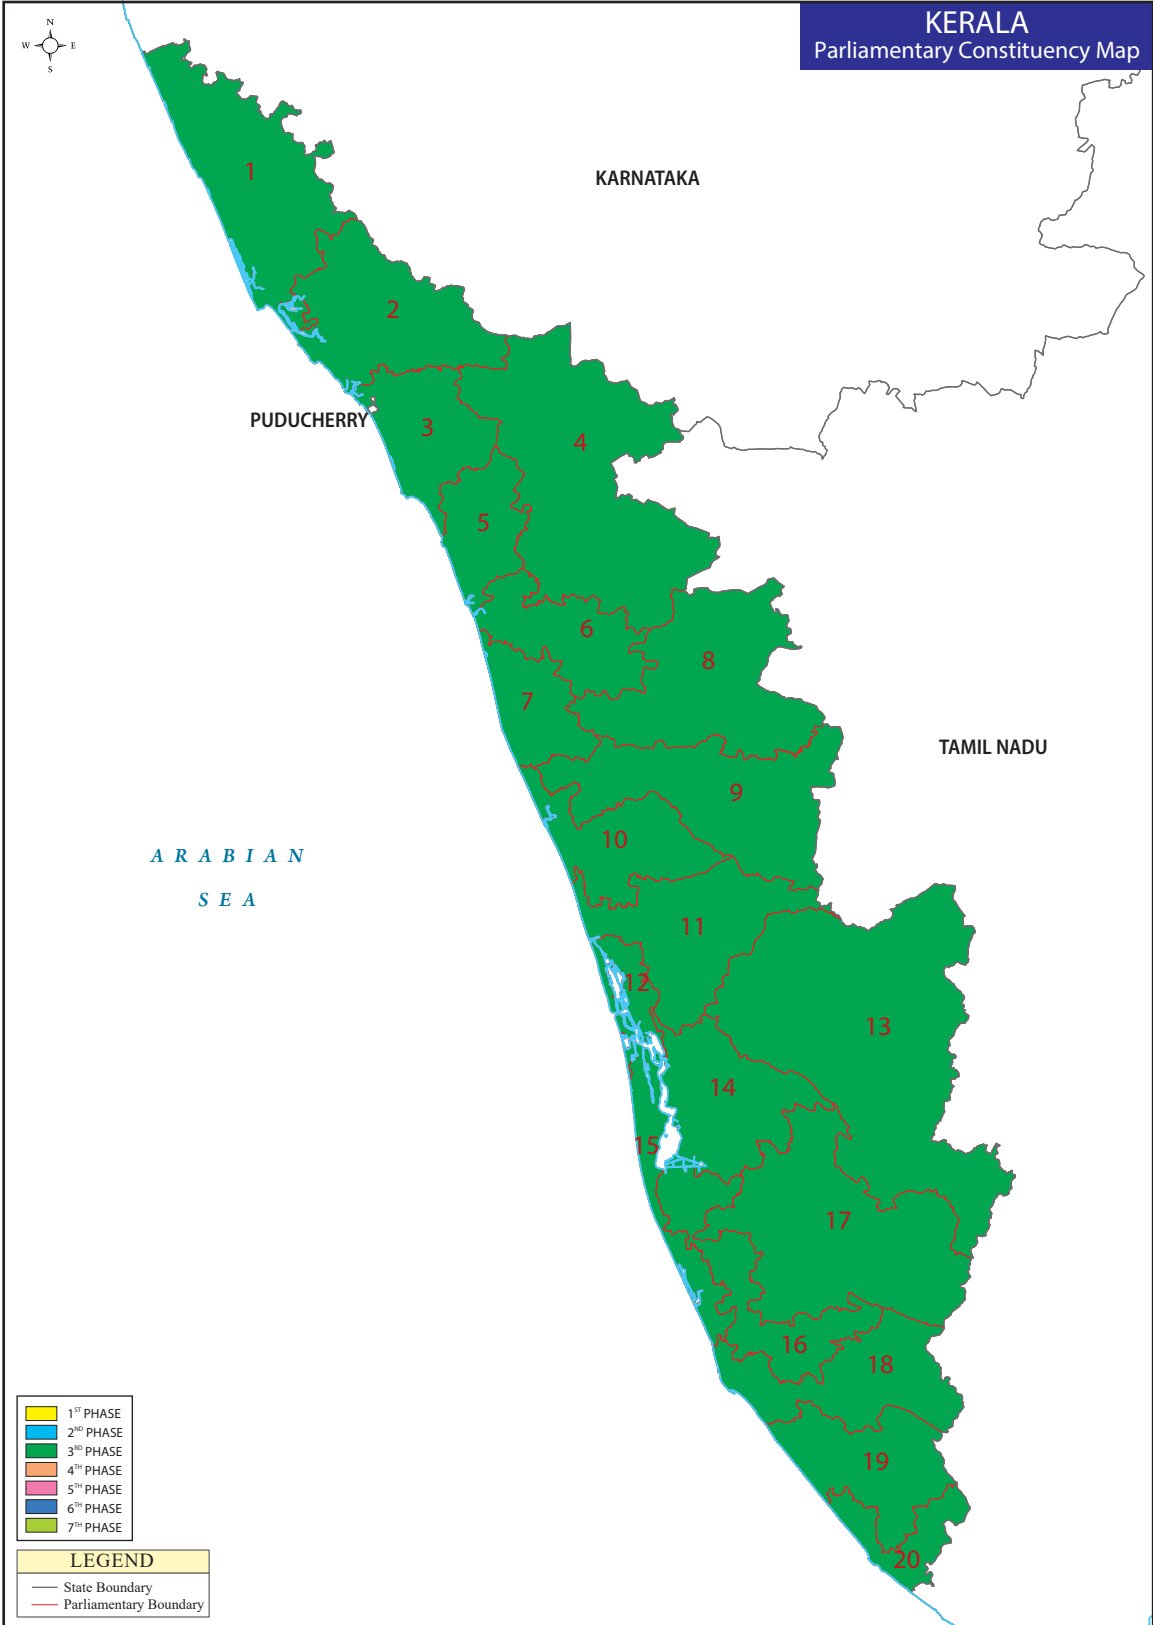 KERALA
Parliamentary Constituency Map
N
W E
S
1
KARNATAKA
2
PUDUCHERRY
3
4
5
6
8
7
TAMIL NADU
9
10
ARABIAN
SEA
11
12
13
14
15
17
16
18
19
20
1ST PHASE
2ND PHASE
3RD PHASE
4TH PHASE
5TH PHASE
6TH PHASE
7TH PHASE
LEGEND
State Boundary
Parliamentary Boundary